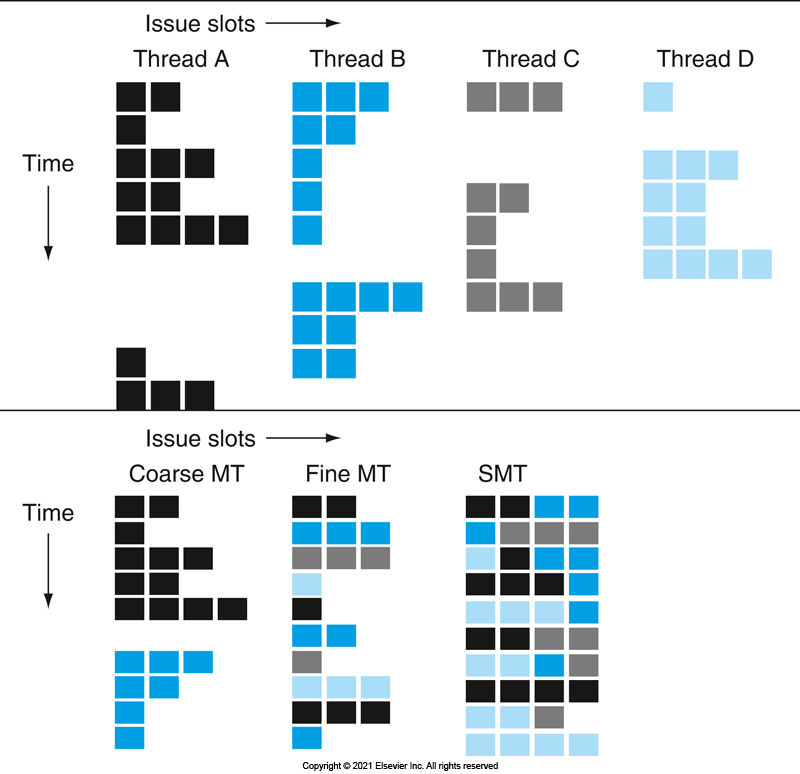 Issue slots
Thread A Thread B Thread C Thread D
Time
Issue slots
Coarse MT Fine MT SMT
Time
Copyright © 2021 Elsevier Inc. All rights reserved